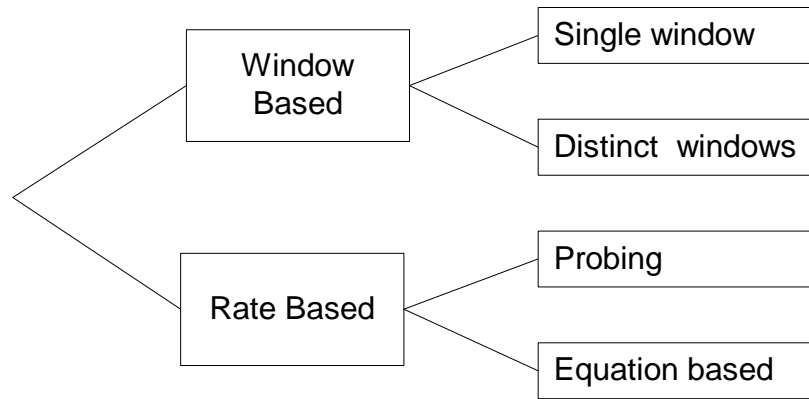 Window
Based
Single window
Distinct windows
Rate Based
Probing
Equation based